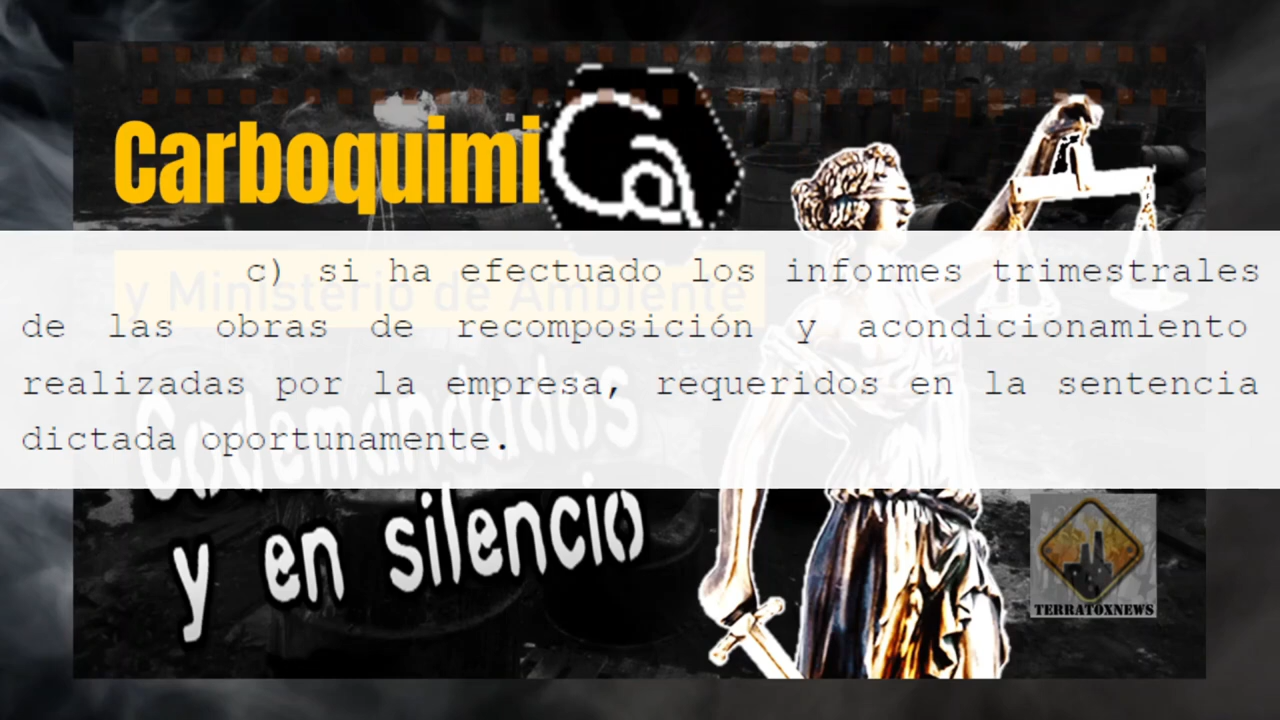 Carboquimi
y Ministerio de Ambiente
c) si ha efectuado los informes trimestrales
de las obras de recomposición y acondicionamiento
realizadas por la empresa, requeridos en la sentencia
dictada oportunamente.
Codemandados
y en silencio
TERRATOXNEWS